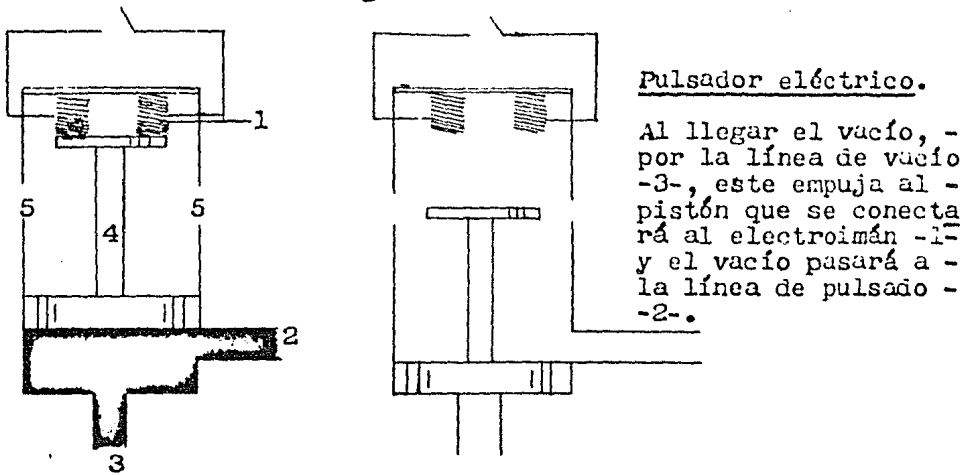 Pulsador eléctrico.
Al llegar el vacío, -
por la línea de vacío
-3-, este empuja al -
pistón que se conecta
rá al electroimán -1-
y el vacío pasará a -
la línea de pulsado -
-2-.
1
5
5
4
2
3